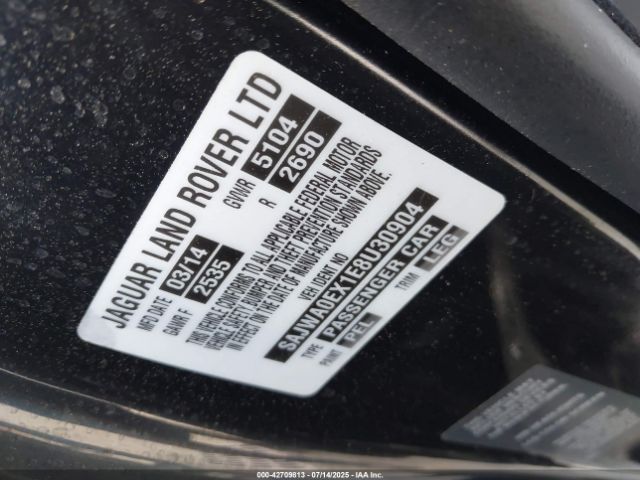 JAGUAR LAND ROVER LTD
MFD DATE 03/14 GVWR 5104
GAWR F 2535 R 2690
THIS VEHICLE CONFORMS TO ALL APPLICABLE FEDERAL MOTOR
VEHICLE SAFETY BUMPER AND THEFT PREVENTION STANDARDS
IN EFFECT ON THE DATE OF MANUFACTURE SHOWN ABOVE.
VEH IDENT No
SAJWA0EX1E8U30904
TYPE PASSENGER CAR
PAINT PEL TRIM LEG
000-42709813 - 07/14/2025 - IAA Inc.